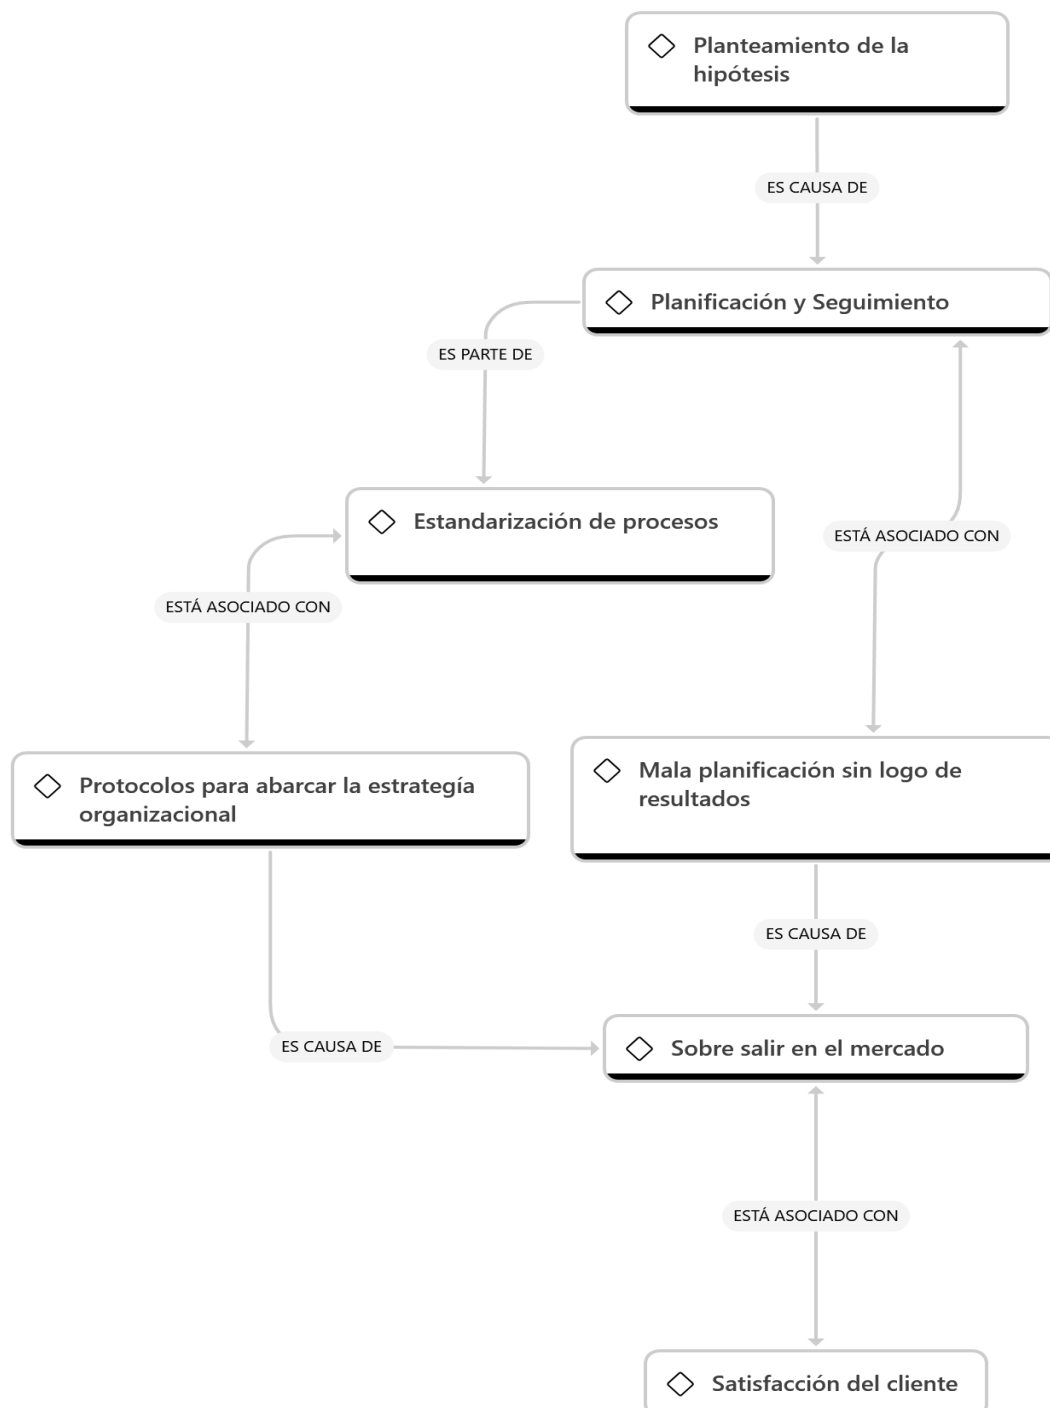 Planteamiento de la
hipótesis
ES CAUSA DE
Planificación y Seguimiento
ES PARTE DE
Estandarización de procesos
ESTÁ ASOCIADO CON
ESTÁ ASOCIADO CON
Protocolos para abarcar la estrategía
organizacional
Mala planificación sin logo de
resultados
ES CAUSA DE
ES CAUSA DE
Sobre salir en el mercado
ESTÁ ASOCIADO CON
Satisfacción del cliente